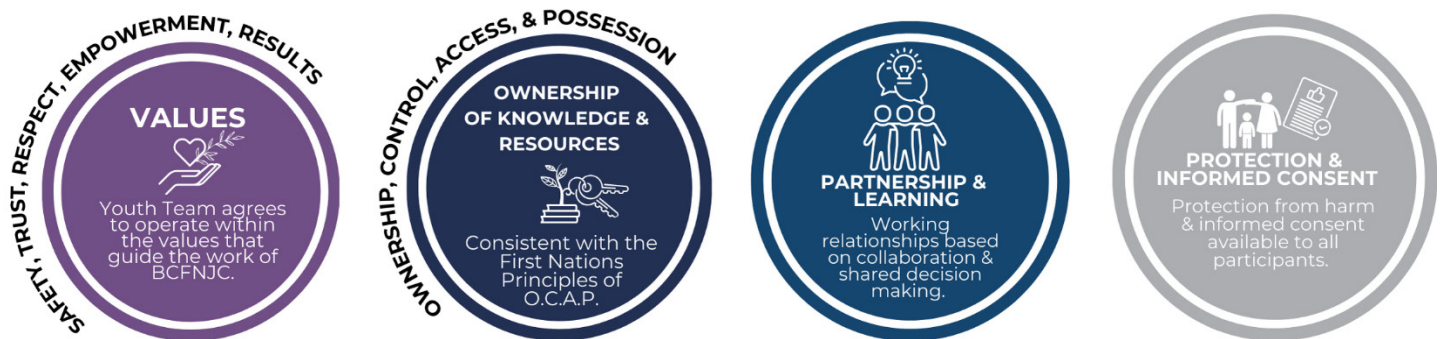 SAFETY, TRUST, RESPECT, EMPOWERMENT, RESULTS
VALUES
Youth Team agrees
to operate within
the values that
guide the work of
BCFNJC.
OWNERSHIP, CONTROL, ACCESS, & POSSESSION
OWNERSHIP
OF KNOWLEDGE &
RESOURCES
Consistent with the
First Nations
Principles of
O.C.A.P.
PARTNERSHIP &
LEARNING
Working
relationships based
on collaboration &
shared decision
making.
PROTECTION &
INFORMED CONSENT
Protection from harm
& informed consent
available to all
participants.